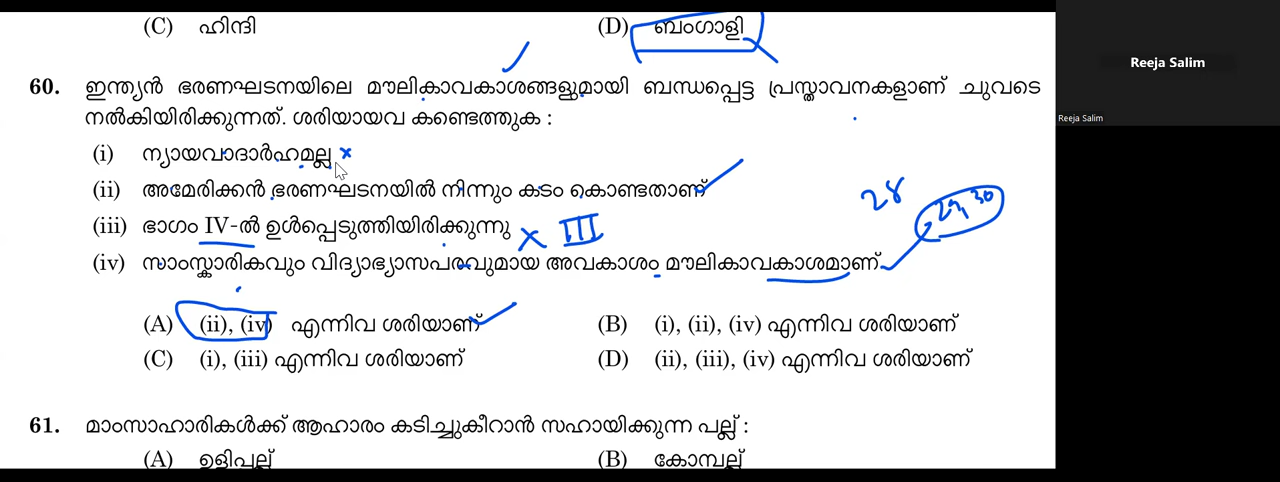 (C) ഹിന്ദി (D) ബംഗാളി
60. ഇന്ത്യൻ ഭരണഘടനയിലെ മൗലികാവകാശങ്ങളുമായി ബന്ധപ്പെട്ട പ്രസ്താവനകളാണ് ചുവടെ
നൽകിയിരിക്കുന്നത്. ശരിയായവ കണ്ടെത്തുക :
(i) ന്യായവാദാർഹമല്ല x
(ii) അമേരിക്കൻ ഭരണഘടനയിൽ നിന്നും കടം കൊണ്ടതാണ്
28 29, 30
(iii) ഭാഗം IV-ൽ ഉൾപ്പെടുത്തിയിരിക്കുന്നു x III
(iv) സാംസ്കാരികവും വിദ്യാഭ്യാസപരവുമായ അവകാശം മൗലികാവകാശമാണ്
(A) (ii), (iv) എന്നിവ ശരിയാണ് (B) (i), (ii), (iv) എന്നിവ ശരിയാണ്
(C) (i), (iii) എന്നിവ ശരിയാണ് (D) (ii), (iii), (iv) എന്നിവ ശരിയാണ്
61. മാംസാഹാരികൾക്ക് ആഹാരം കടിച്ചുകീറാൻ സഹായിക്കുന്ന പല്ല് :
(A) ഉളിപ്പല്ല് (B) കോമ്പല്ല്
Reeja Salim
Reeja Salim